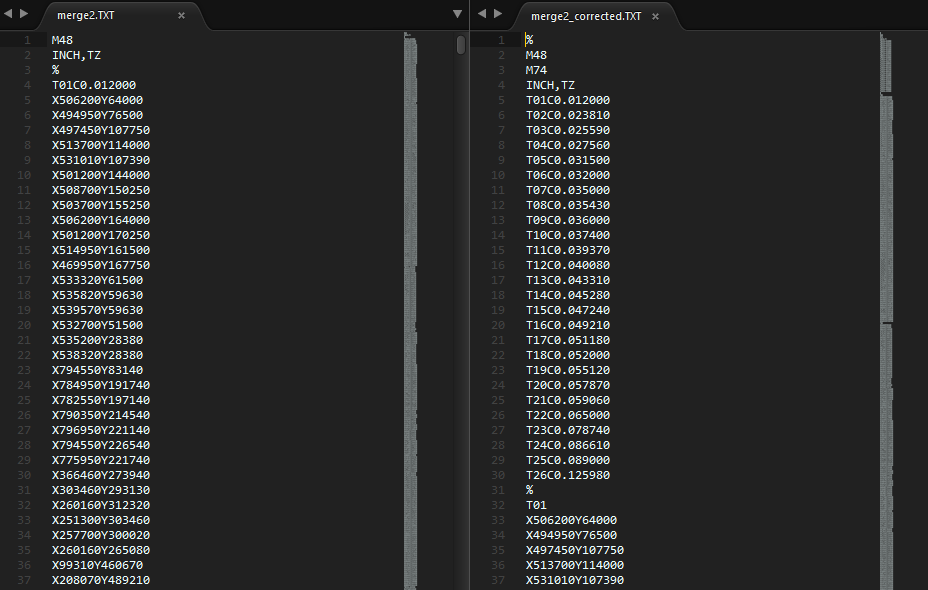 merge2.TXT ×
1 M48
2 INCH,TZ
3 %
4 T01C0.012000
5 X506200Y64000
6 X494950Y76500
7 X497450Y107750
8 X513700Y114000
9 X531010Y107390
10 X501200Y144000
11 X508700Y150250
12 X503700Y155250
13 X506200Y164000
14 X501200Y170250
15 X514950Y161500
16 X469950Y167750
17 X533320Y61500
18 X535820Y59630
19 X539570Y59630
20 X532700Y51500
21 X535200Y28380
22 X538320Y28380
23 X794550Y83140
24 X784950Y191740
25 X782550Y197140
26 X790350Y214540
27 X796950Y221140
28 X794550Y226540
29 X775950Y221740
30 X366460Y273940
31 X303460Y293130
32 X260160Y312320
33 X251300Y303460
34 X257700Y300020
35 X260160Y265080
36 X99310Y460670
37 X208070Y489210
merge2_corrected.TXT ×
1 %
2 M48
3 M74
4 INCH,TZ
5 T01C0.012000
6 T02C0.023810
7 T03C0.025590
8 T04C0.027560
9 T05C0.031500
10 T06C0.032000
11 T07C0.035000
12 T08C0.035430
13 T09C0.036000
14 T10C0.037400
15 T11C0.039370
16 T12C0.040080
17 T13C0.043310
18 T14C0.045280
19 T15C0.047240
20 T16C0.049210
21 T17C0.051180
22 T18C0.052000
23 T19C0.055120
24 T20C0.057870
25 T21C0.059060
26 T22C0.065000
27 T23C0.078740
28 T24C0.086610
29 T25C0.089000
30 T26C0.125980
31 %
32 T01
33 X506200Y64000
34 X494950Y76500
35 X497450Y107750
36 X513700Y114000
37 X531010Y107390